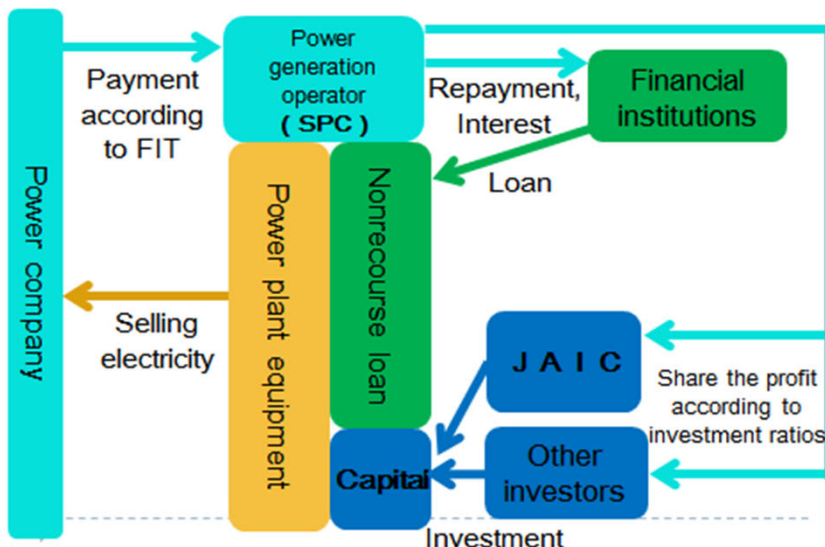 Power
generation
operator
( SPC )
Payment
according
to FIT
Repayment,
Interest
Financial
institutions
Loan
Power company
Power plant equipment
Nonrecourse loan
Selling
electricity
J A I C
Share the profit
according to
investment ratios
Capital
Other
investors
Investment